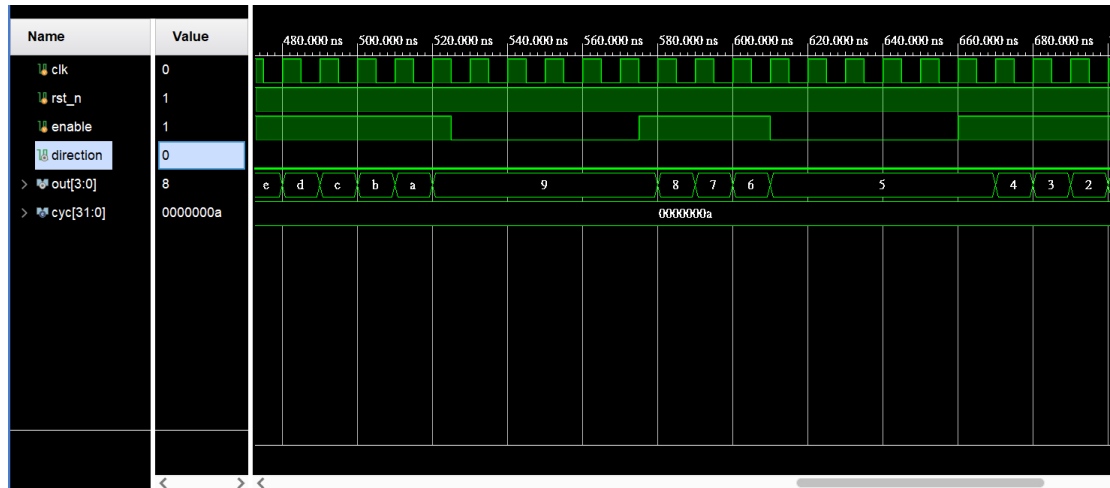 Name Value
480.000 ns 500.000 ns 520.000 ns 540.000 ns 560.000 ns 580.000 ns 600.000 ns 620.000 ns 640.000 ns 660.000 ns 680.000 ns
clk 0
rst_n 1
enable 1
direction 0
out[3:0] 8 e d c b a 9 8 7 6 5 4 3 2
cyc[31:0] 0000000a 0000000a